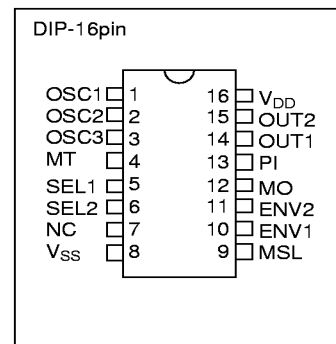 DIP-16pin
OSC1 1 16 VDD
OSC2 2 15 OUT2
OSC3 3 14 OUT1
MT 4 13 PI
SEL1 5 12 MO
SEL2 6 11 ENV2
NC 7 10 ENV1
VSS 8 9 MSL